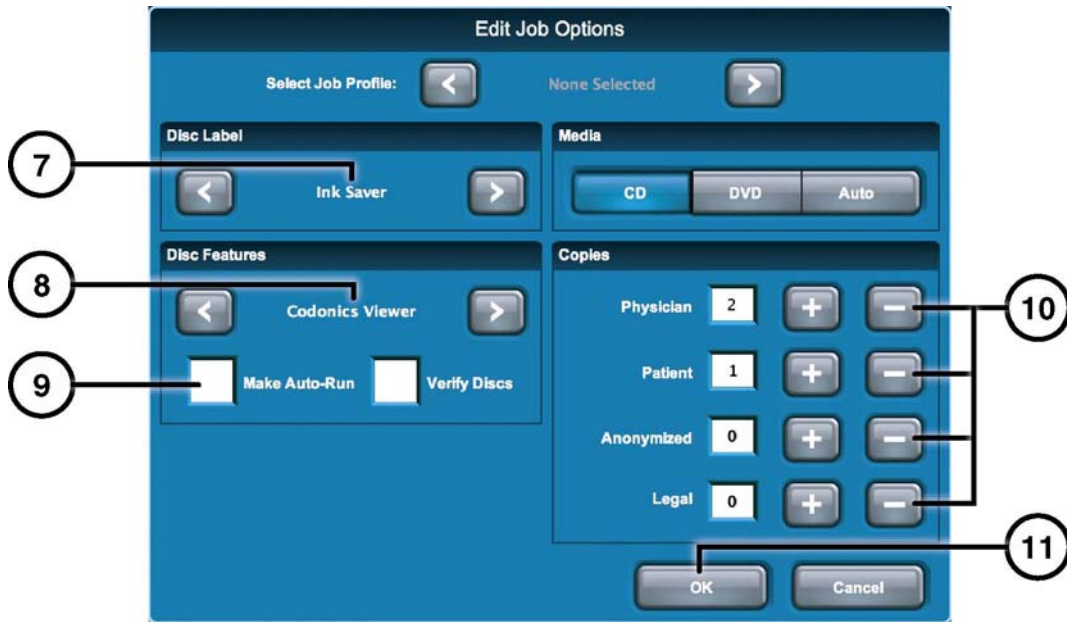 Edit Job Options
Select Job Profile: < None Selected >
Disc Label
7
< Ink Saver >
Media
CD DVD Auto
Disc Features
8
< Codonics Viewer >
9
Make Auto-Run Verify Discs
Copies
Physician 2 + −
10
Patient 1 + −
Anonymized 0 + −
Legal 0 + −
11
OK Cancel